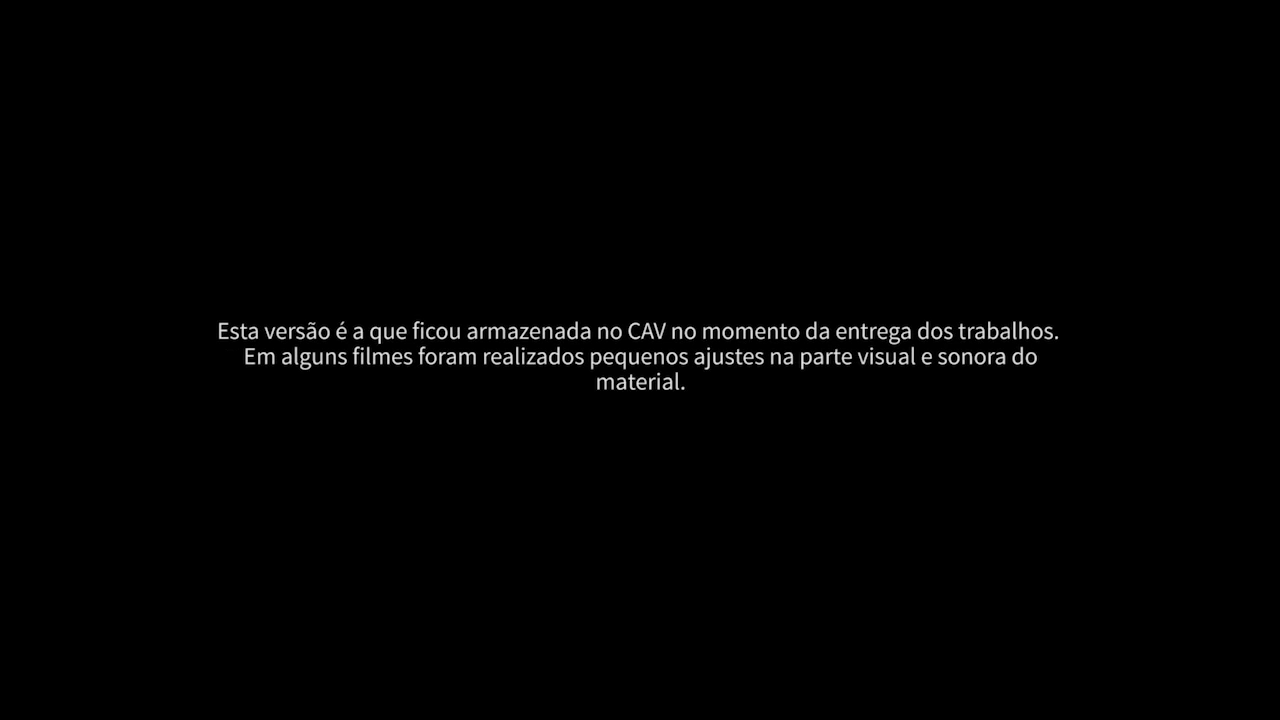 Esta versão é a que ficou armazenada no CAV no momento da entrega dos trabalhos.
Em alguns filmes foram realizados pequenos ajustes na parte visual e sonora do
material.